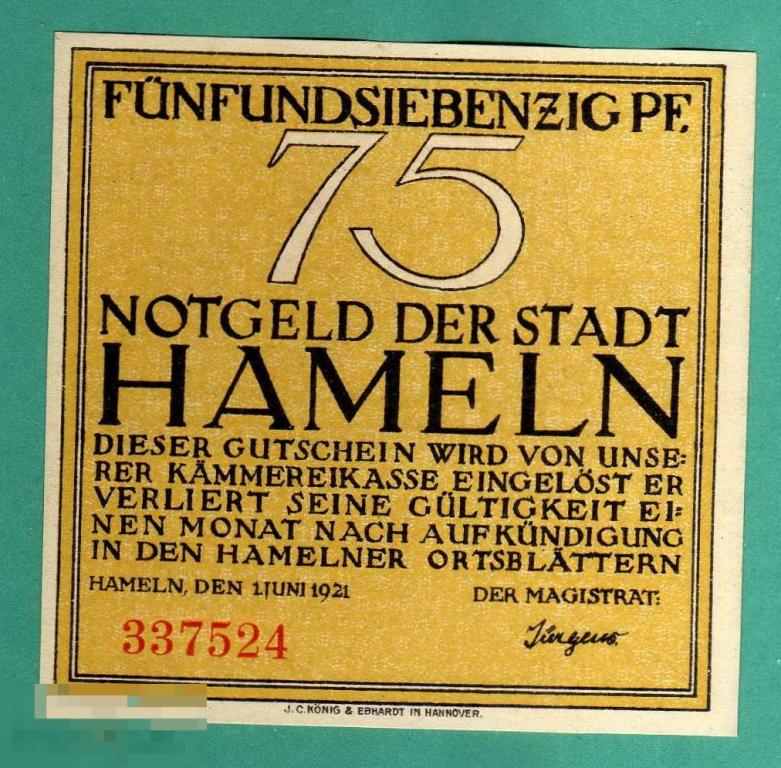 FÜNFUNDSIEBENZIG PF.
75
NOTGELD DER STADT
HAMELN
DIESER GUTSCHEIN WIRD VON UNSE=
RER KÄMMEREIKASSE EINGELÖST ER
VERLIERT SEINE GÜLTIGKEIT EI=
NEN MONAT NACH AUFKÜNDIGUNG
IN DEN HAMELNER ORTSBLÄTTERN
HAMELN, DEN 1.JUNI 1921 DER MAGISTRAT:
337524 Jürgens.
J. C. KÖNIG & EBHARDT IN HANNOVER.